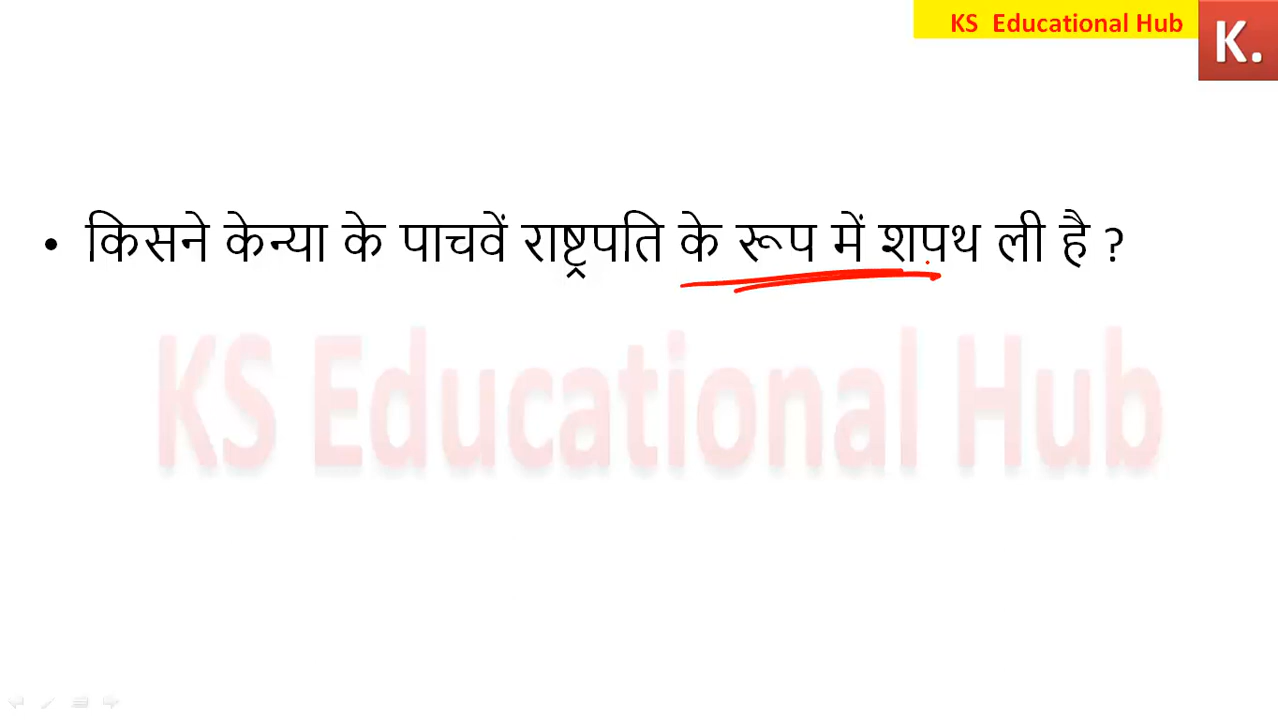 KS Educational Hub
K.
• किसने केन्या के पाचवें राष्ट्रपति के रूप में शपथ ली है ?
KS Educational Hub